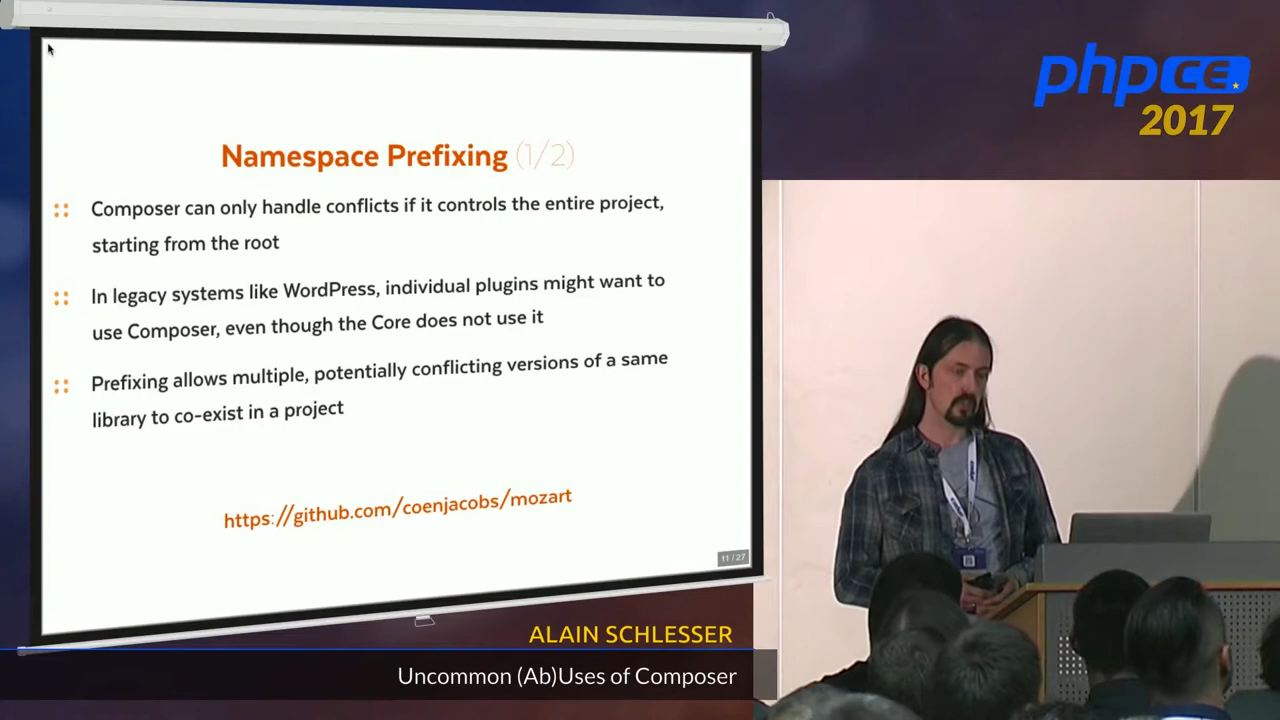 phpCE
2017
Namespace Prefixing (1/2)
Composer can only handle conflicts if it controls the entire project,
starting from the root
In legacy systems like WordPress, individual plugins might want to
use Composer, even though the Core does not use it
Prefixing allows multiple, potentially conflicting versions of a same
library to co-exist in a project
https://github.com/coenjacobs/mozart
11 / 27
ALAIN SCHLESSER
Uncommon (Ab)Uses of Composer